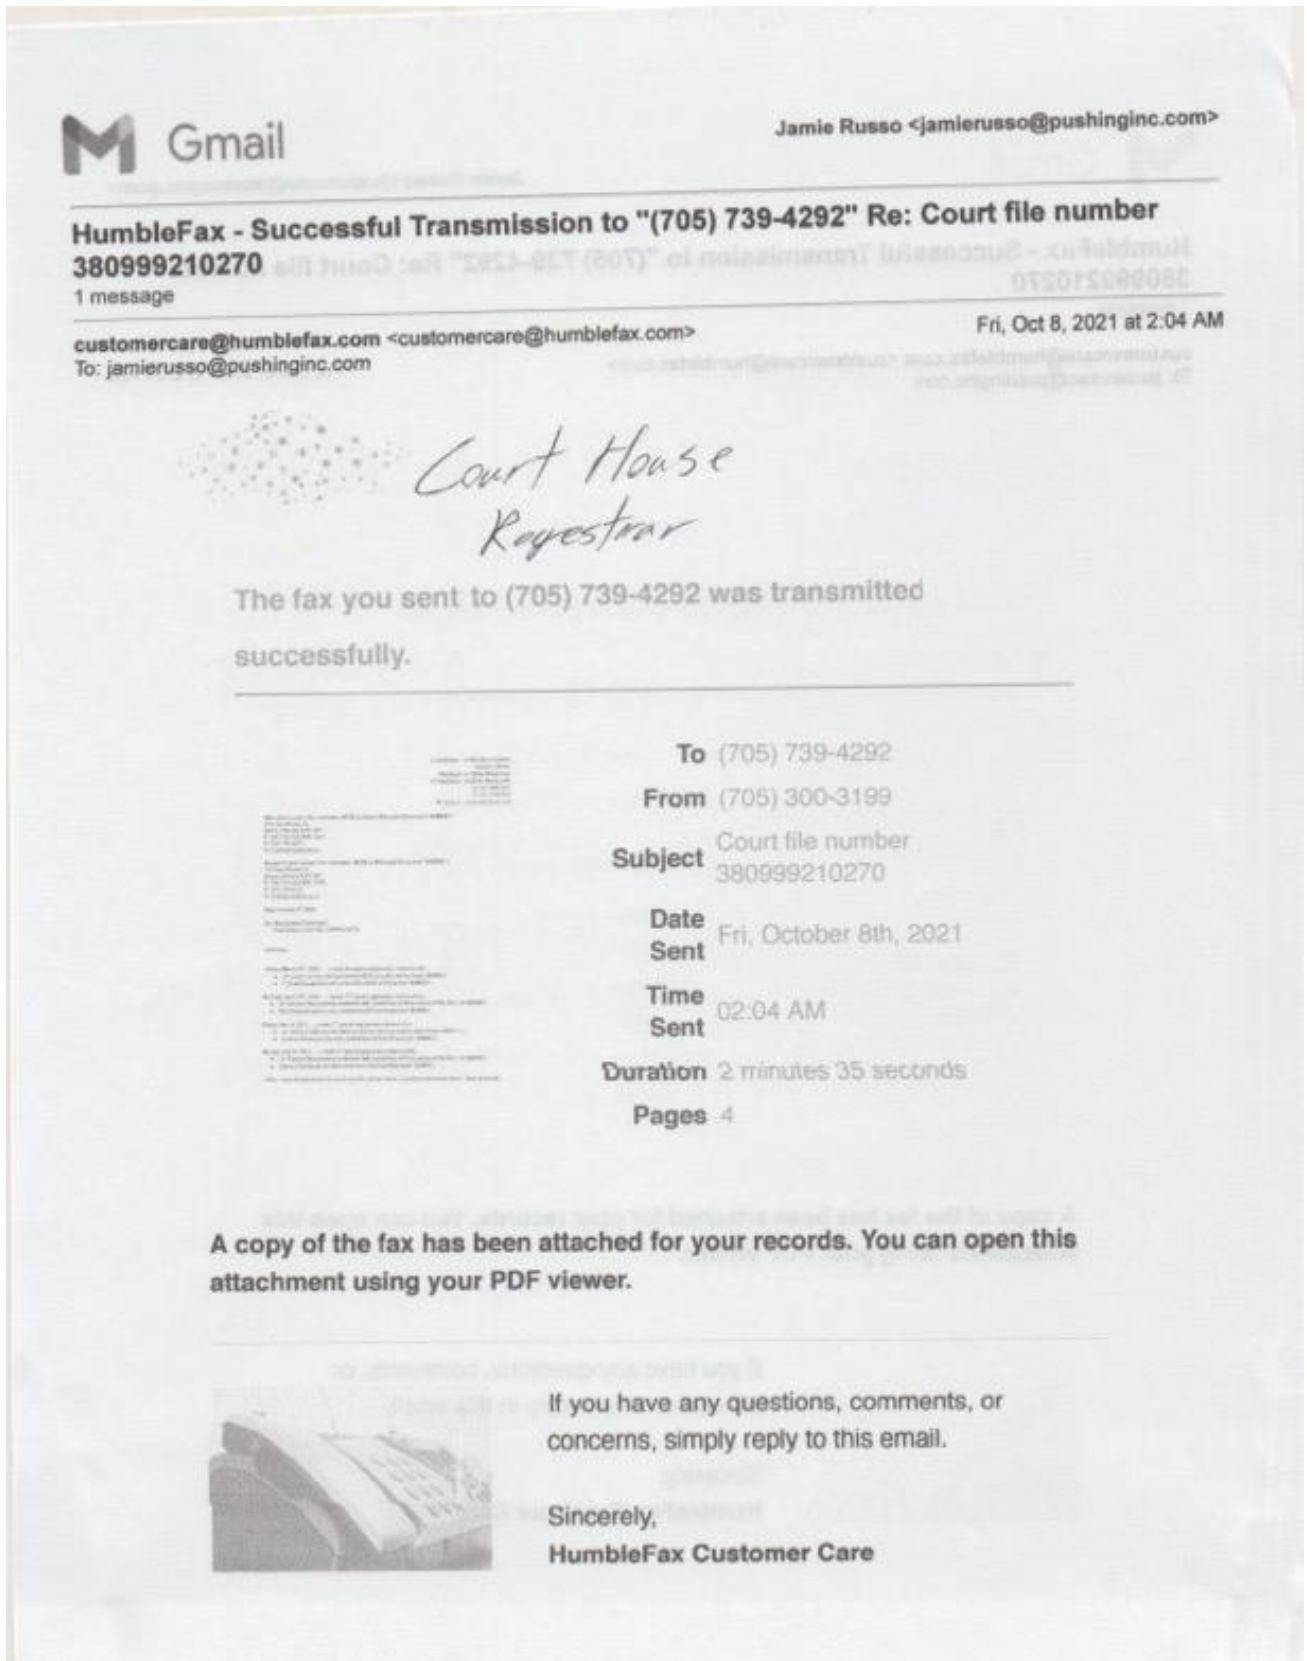 Gmail
Jamie Russo <jamierusso@pushinginc.com>
HumbleFax - Successful Transmission to "(705) 739-4292" Re: Court file number
380999210270
1 message
customercare@humblefax.com <customercare@humblefax.com>
Fri, Oct 8, 2021 at 2:04 AM
To: jamierusso@pushinginc.com
Court House
Regestrar
The fax you sent to (705) 739-4292 was transmitted
successfully.
To (705) 739-4292
From (705) 300-3199
Subject Court file number
380999210270
Date
Sent Fri, October 8th, 2021
Time
Sent 02:04 AM
Duration 2 minutes 35 seconds
Pages 4
A copy of the fax has been attached for your records. You can open this
attachment using your PDF viewer.
If you have any questions, comments, or
concerns, simply reply to this email.
Sincerely,
HumbleFax Customer Care